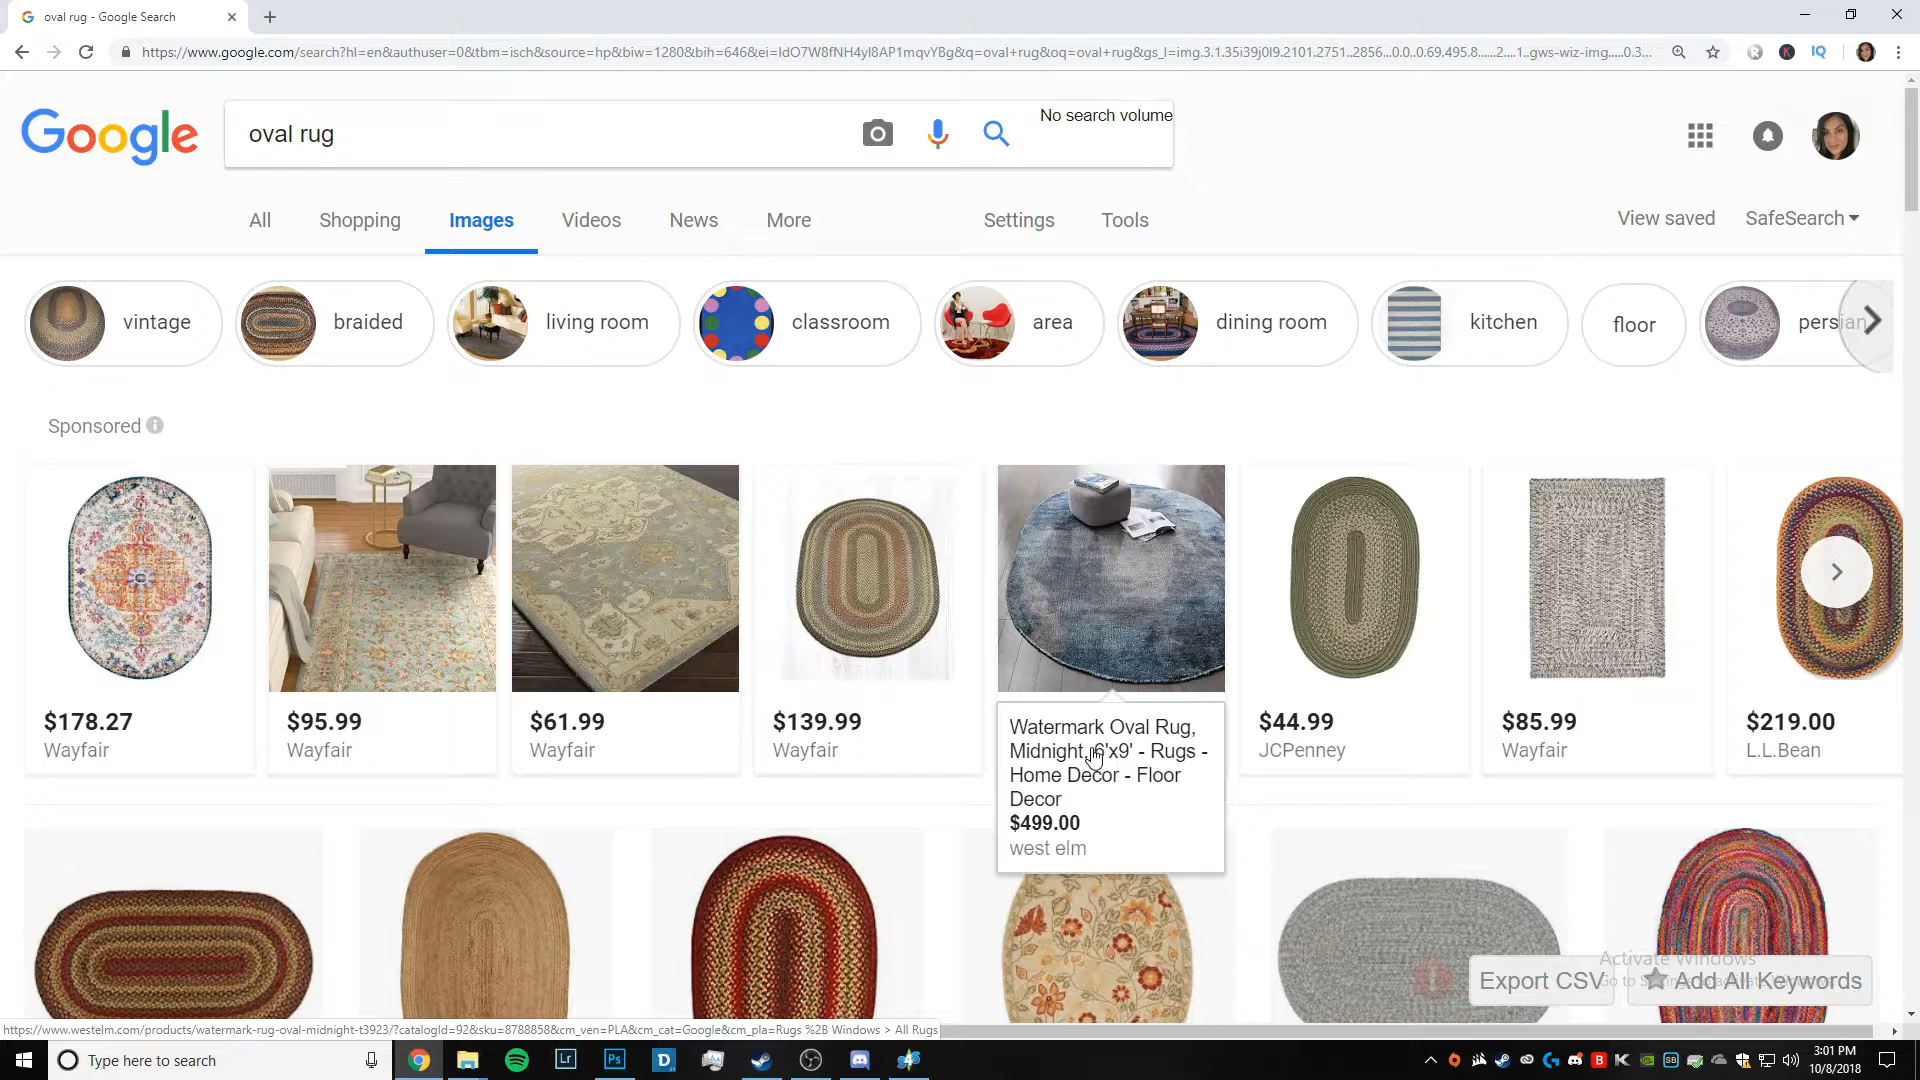 oval rug - Google Search
https://www.google.com/search?hl=en&authuser=0&tbm=isch&source=hp&biw=1280&bih=646&ei=IdO7W8fNH4yI8AP1mqvYBg&q=oval+rug&oq=oval+rug&gs_l=img.3.1.35i39j0l9.2101.2751..2856...0.0..0.69.495.8......2....1..gws-wiz-img.....0.3...
IQ
Google
oval rug
No search volume
All
Shopping
Images
Videos
News
More
Settings
Tools
View saved
SafeSearch
vintage
braided
living room
classroom
area
dining room
kitchen
floor
persian
Sponsored
$178.27
Wayfair
$95.99
Wayfair
$61.99
Wayfair
$139.99
Wayfair
Watermark Oval Rug,
Midnight, 6'x9' - Rugs -
Home Decor - Floor
Decor
$499.00
west elm
$44.99
JCPenney
$85.99
Wayfair
$219.00
L.L.Bean
Activate Windows
Export CSV
Add All Keywords
https://www.westelm.com/products/watermark-rug-oval-midnight-t3923/?catalogId=92&sku=8788858&cm_ven=PLA&cm_cat=Google&cm_pla=Rugs %2B Windows > All Rugs
Type here to search
Lr
Ps
D
3:01 PM
10/8/2018